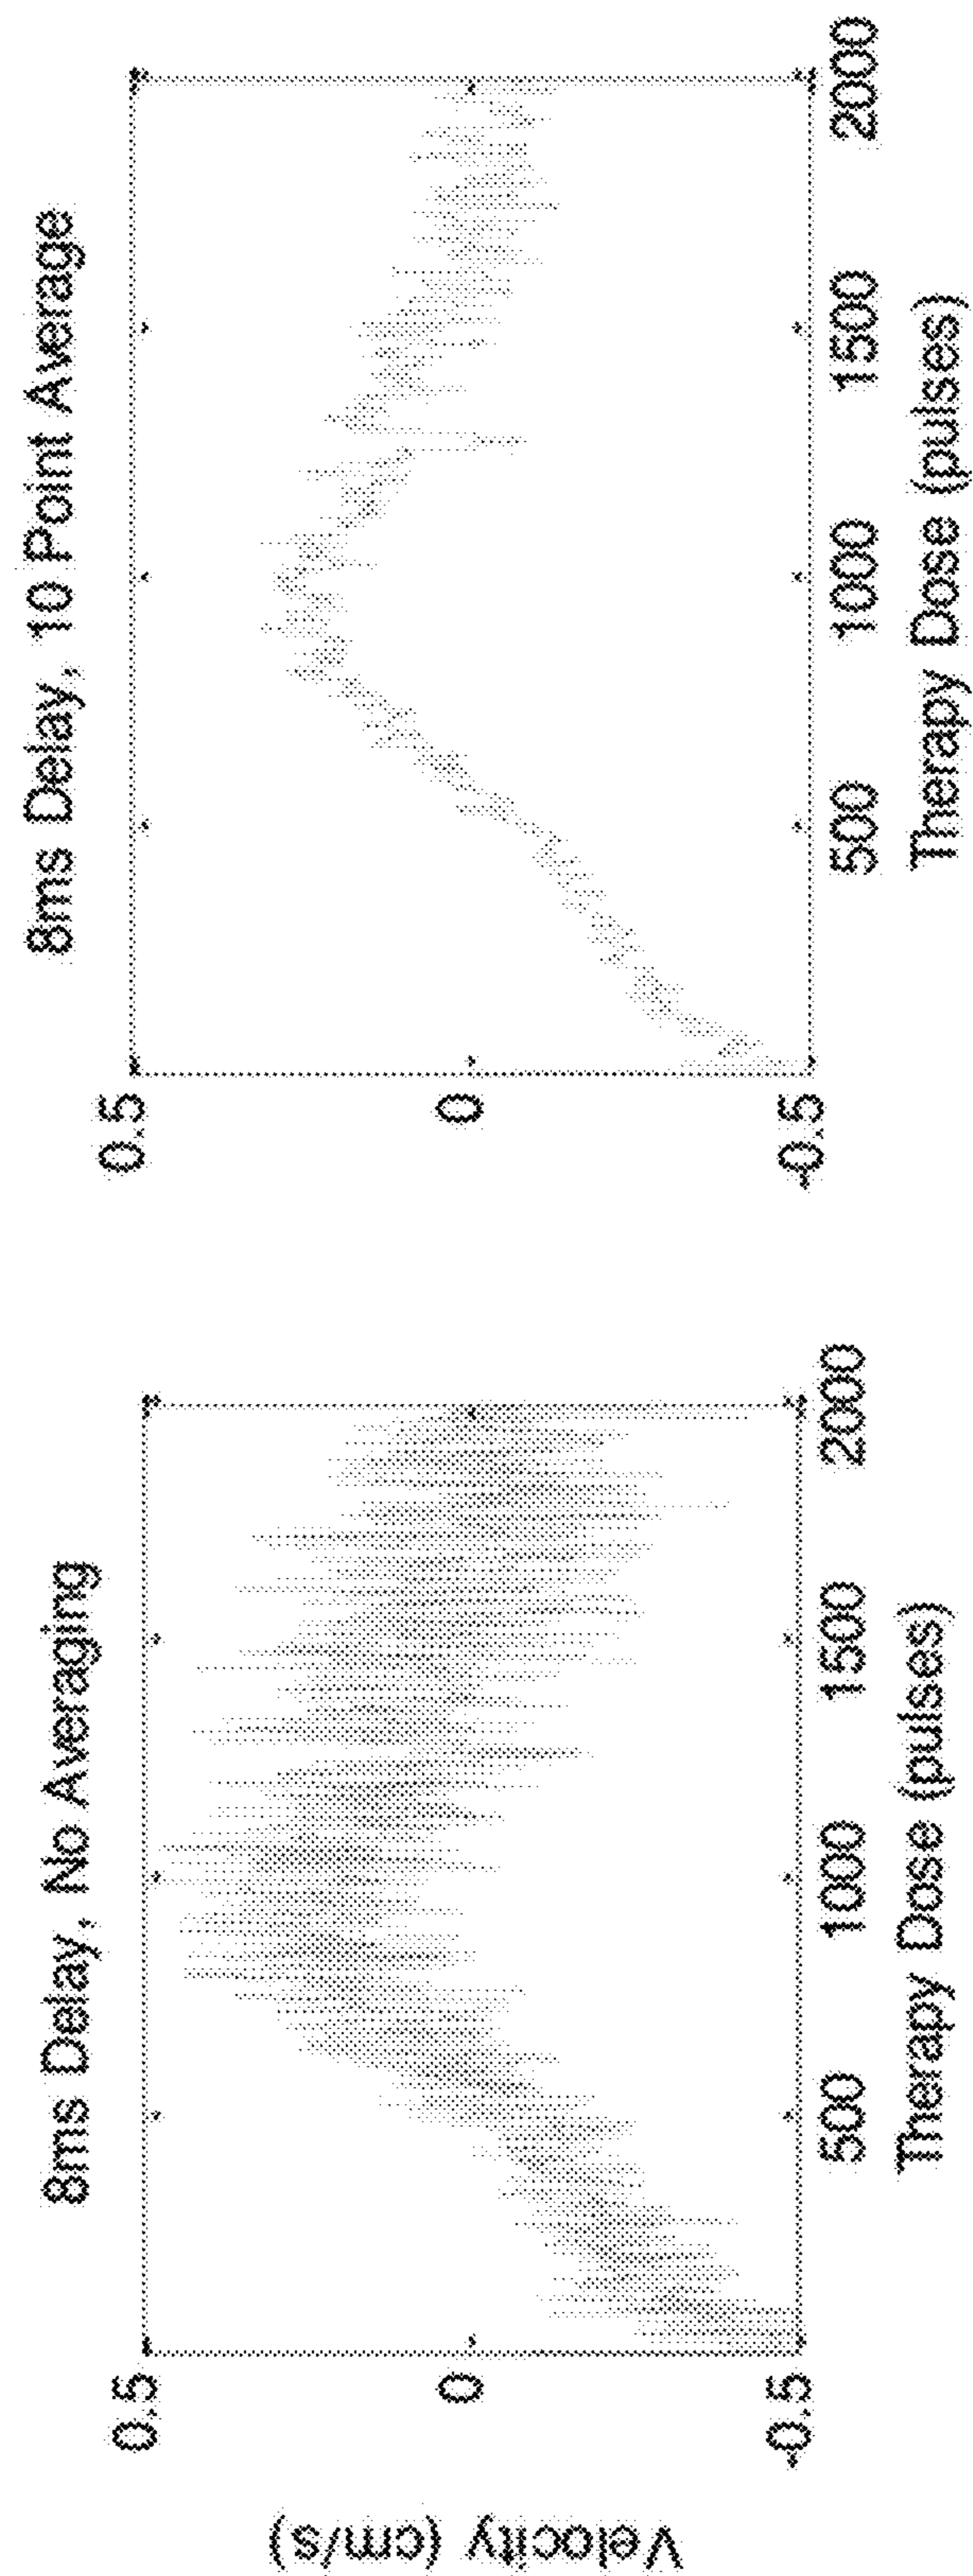 8ms Delay, No Averaging
Velocity (cm/s)
0.5
0
-0.5
500
1000
1500
2000
Therapy Dose (pulses)
8ms Delay, 10 Point Average
0.5
0
-0.5
500
1000
1500
2000
Therapy Dose (pulses)